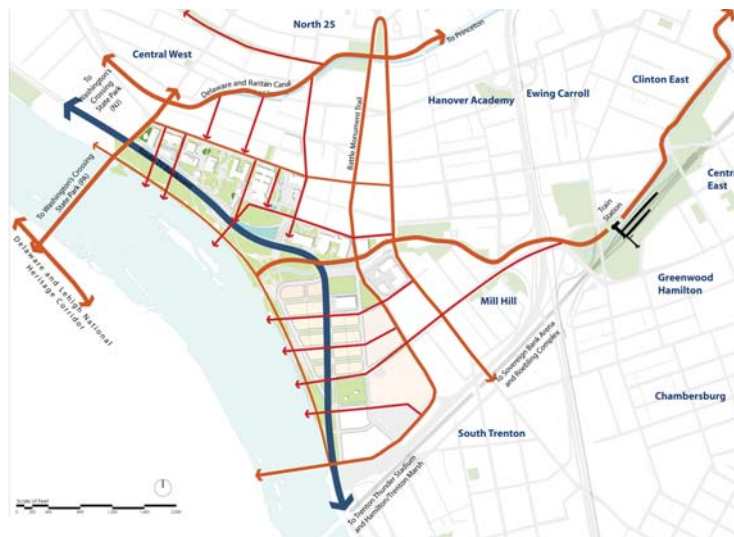 North 25
To Princeton
Central West
Clinton East
To
Washington's
Crossing
State Park
(NJ)
Delaware and Raritan Canal
Hanover Academy
Ewing Carroll
Battle Monument Trail
Central
East
To Washington's Crossing
State Park (PA)
Train
Station
Delaware and Lehigh National
Heritage Corridor
Greenwood
Hamilton
Mill Hill
To Sovereign Bank Arena
and Roebling Complex
Chambersburg
South Trenton
To Trenton Thunder Stadium
and Hamilton/Trenton Marsh
Scale of Feet